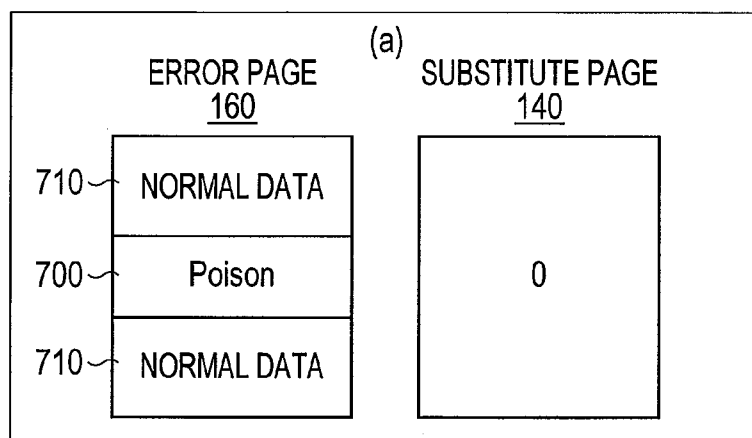 (a)
ERROR PAGE SUBSTITUTE PAGE
160 140
710 NORMAL DATA
700 Poison 0
710 NORMAL DATA